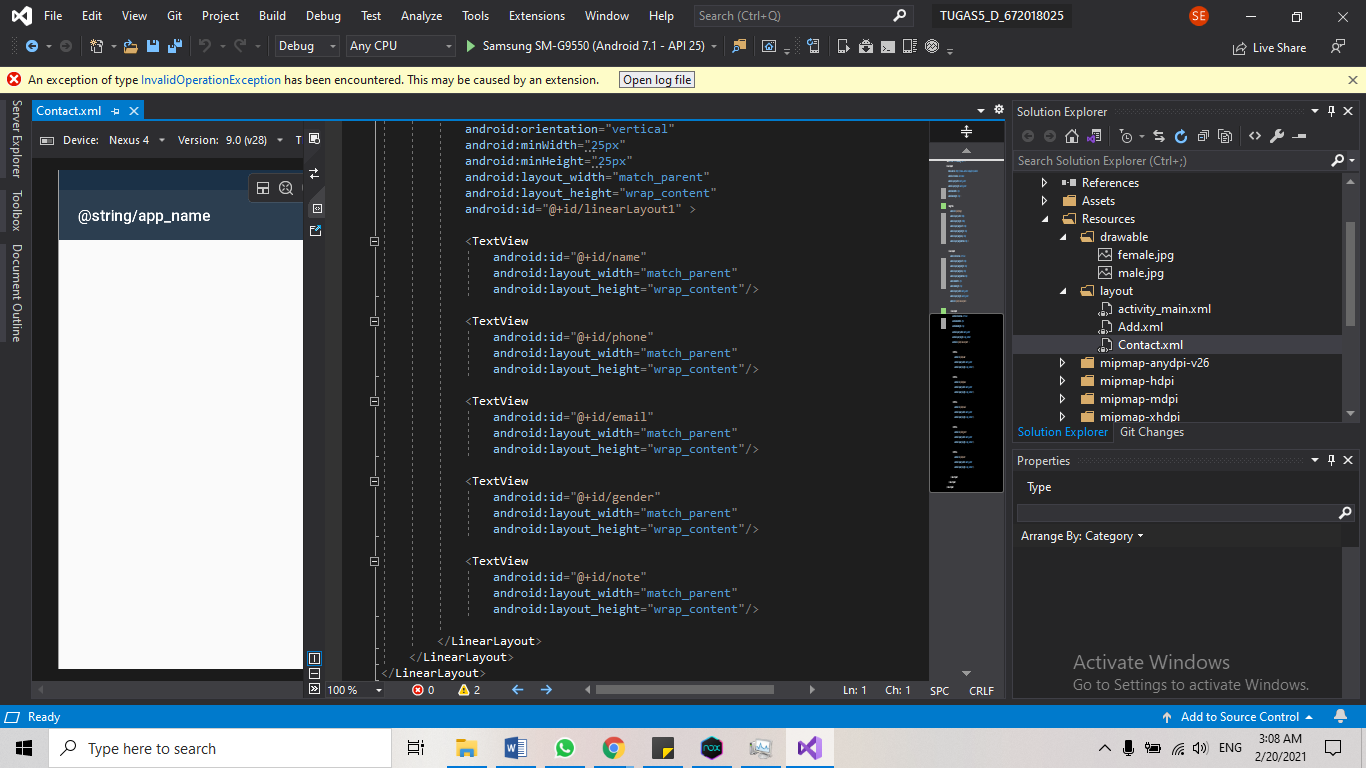 File Edit View Git Project Build Debug Test Analyze Tools Extensions Window Help Search (Ctrl+Q) TUGAS5_D_672018025 SE
Debug Any CPU Samsung SM-G9550 (Android 7.1 - API 25) Live Share
An exception of type InvalidOperationException has been encountered. This may be caused by an extension. Open log file
Server Explorer
Toolbox
Document Outline
Contact.xml
Device: Nexus 4 Version: 9.0 (v28) T
@string/app_name
android:orientation="vertical"
android:minWidth="25px"
android:minHeight="25px"
android:layout_width="match_parent"
android:layout_height="wrap_content"
android:id="@+id/linearLayout1" >
<TextView
android:id="@+id/name"
android:layout_width="match_parent"
android:layout_height="wrap_content"/>
<TextView
android:id="@+id/phone"
android:layout_width="match_parent"
android:layout_height="wrap_content"/>
<TextView
android:id="@+id/email"
android:layout_width="match_parent"
android:layout_height="wrap_content"/>
<TextView
android:id="@+id/gender"
android:layout_width="match_parent"
android:layout_height="wrap_content"/>
<TextView
android:id="@+id/note"
android:layout_width="match_parent"
android:layout_height="wrap_content"/>
</LinearLayout>
</LinearLayout>
</LinearLayout>
100 % 0 2 Ln: 1 Ch: 1 SPC CRLF
Solution Explorer
Search Solution Explorer (Ctrl+;)
References
Assets
Resources
drawable
female.jpg
male.jpg
layout
activity_main.xml
Add.xml
Contact.xml
mipmap-anydpi-v26
mipmap-hdpi
mipmap-mdpi
mipmap-xhdpi
Solution Explorer Git Changes
Properties
Type
Arrange By: Category
Activate Windows
Go to Settings to activate Windows.
Ready Add to Source Control
Type here to search
nox
ENG
3:08 AM
2/20/2021